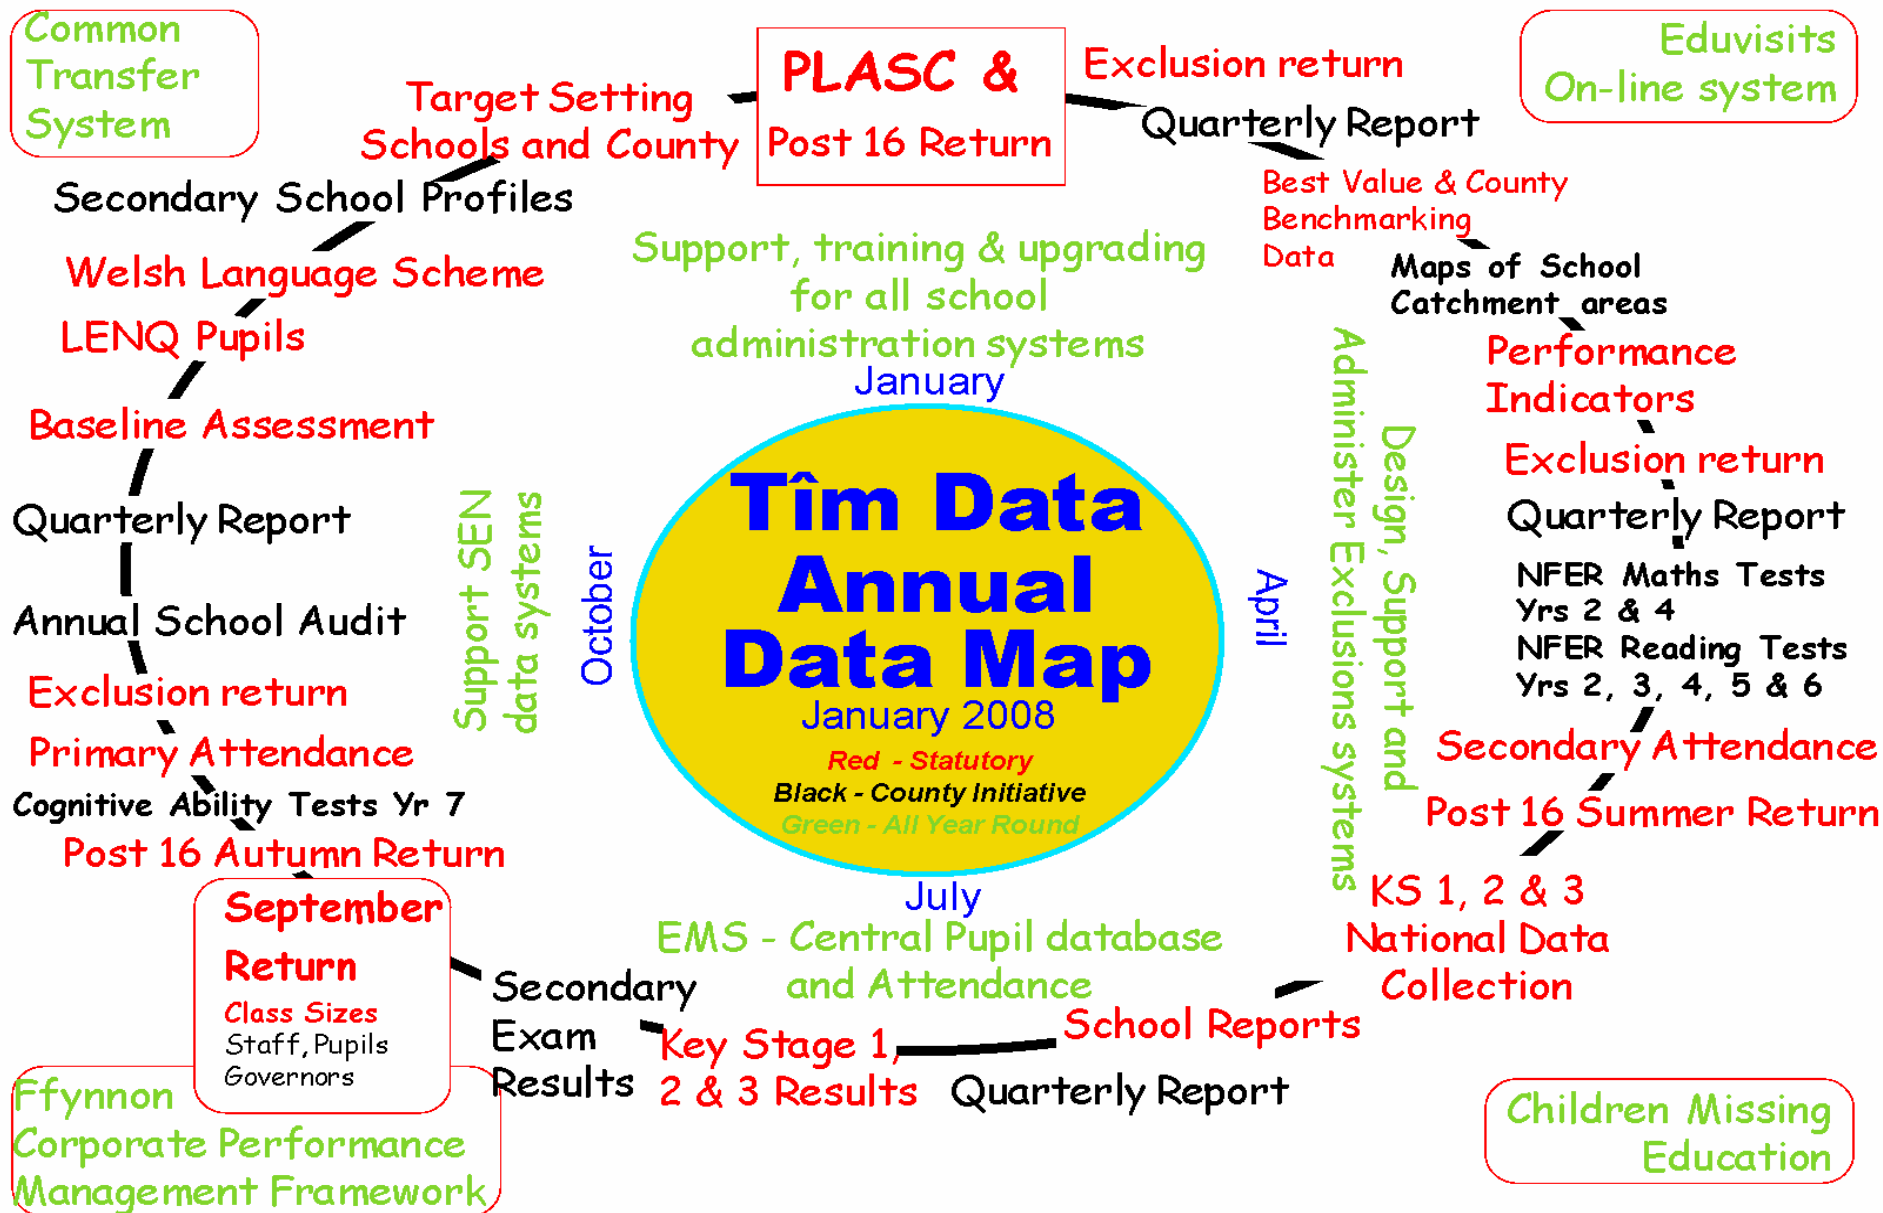 Common
Transfer
System
Eduvisits
On-line system
PLASC &
Post 16 Return
Exclusion return
Quarterly Report
Best Value & County
Benchmarking
Data
Maps of School
Catchment areas
Performance
Indicators
Exclusion return
Quarterly Report
NFER Maths Tests
Yrs 2 & 4
NFER Reading Tests
Yrs 2, 3, 4, 5 & 6
Secondary Attendance
Post 16 Summer Return
KS 1, 2 & 3
National Data
Collection
School Reports
Quarterly Report
Key Stage 1,
2 & 3 Results
Secondary
Exam
Results
September
Return
Class Sizes
Staff, Pupils
Governors
Post 16 Autumn Return
Cognitive Ability Tests Yr 7
Primary Attendance
Exclusion return
Annual School Audit
Quarterly Report
Baseline Assessment
LENQ Pupils
Welsh Language Scheme
Secondary School Profiles
Target Setting
Schools and County
Support, training & upgrading
for all school
administration systems
January
April
July
October
Design, Support and
Administer Exclusions systems
EMS - Central Pupil database
and Attendance
Support SEN
data systems
Tîm Data
Annual
Data Map
January 2008
Red - Statutory
Black - County Initiative
Green - All Year Round
Ffynnon
Corporate Performance
Management Framework
Children Missing
Education